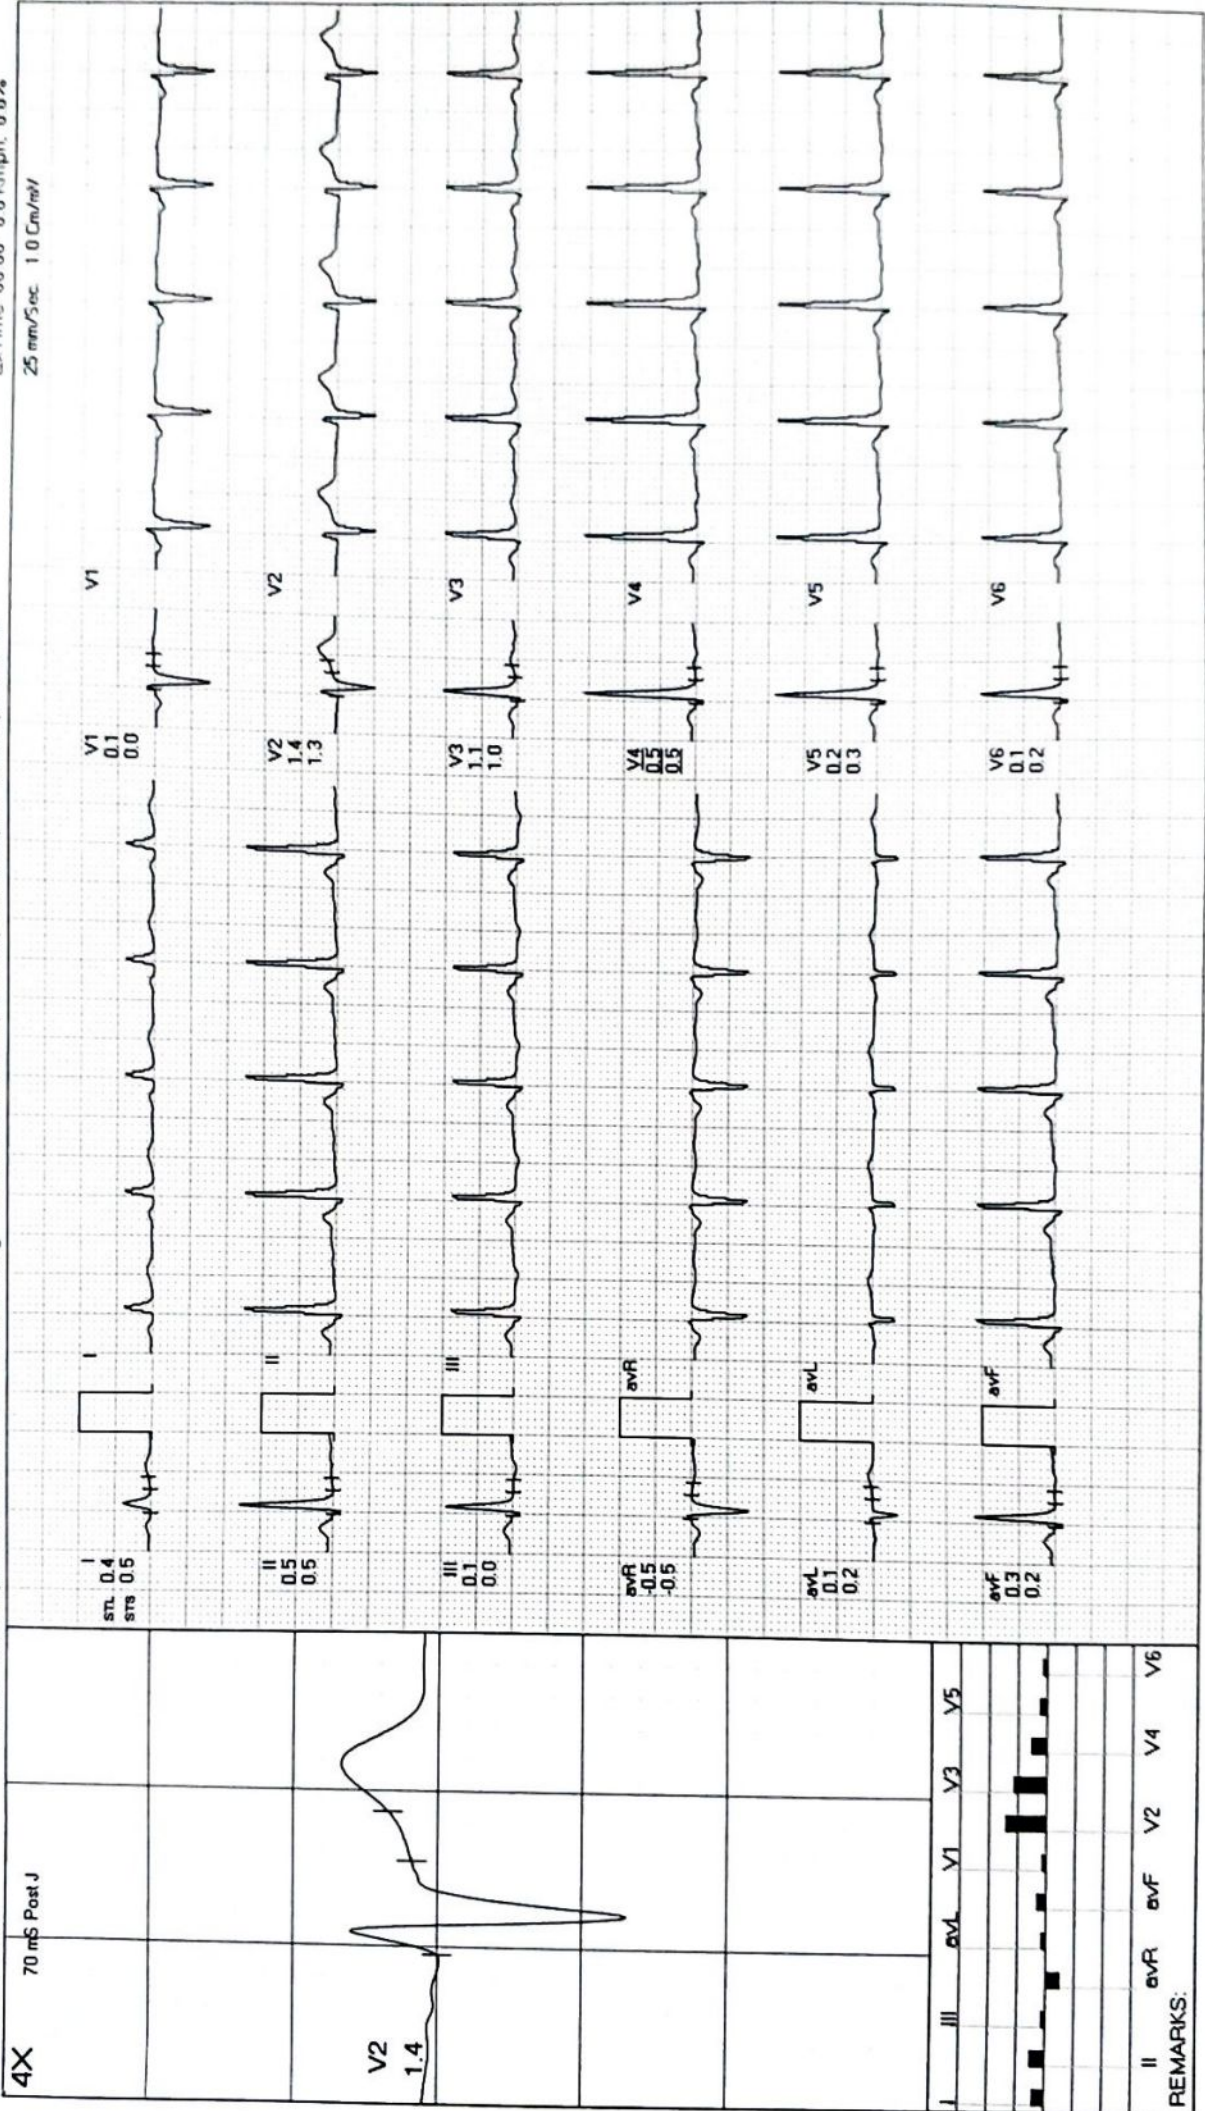 25 mm/Sec. 1.0 Cm/mV
4X
70 mS Post J
V2
1.4
I
STL 0.4
STS 0.5
I
V1
0.1
0.0
V1
II
0.5
0.5
II
V2
1.4
1.3
V2
III
0.1
0.0
III
V3
1.1
1.0
V3
avR
-0.5
-0.5
avR
V4
0.5
0.5
V4
avL
0.1
0.2
avL
V5
0.2
0.3
V5
avF
0.3
0.2
avF
V6
0.1
0.2
V6
I III avL V1 V3 V5
II avR avF V2 V4 V6
REMARKS: